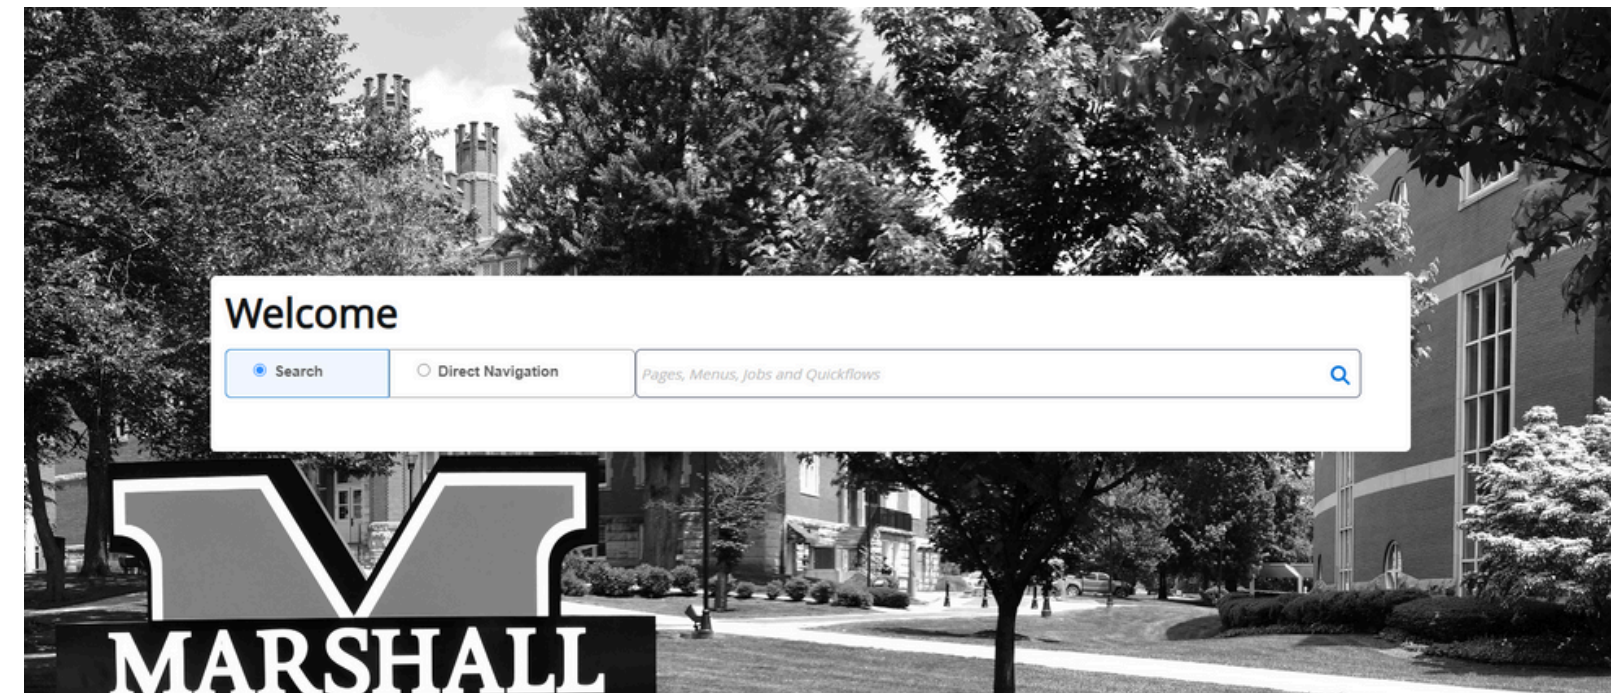 Welcome
Search
Direct Navigation
Pages, Menus, Jobs and Quickflows
MARSHALL